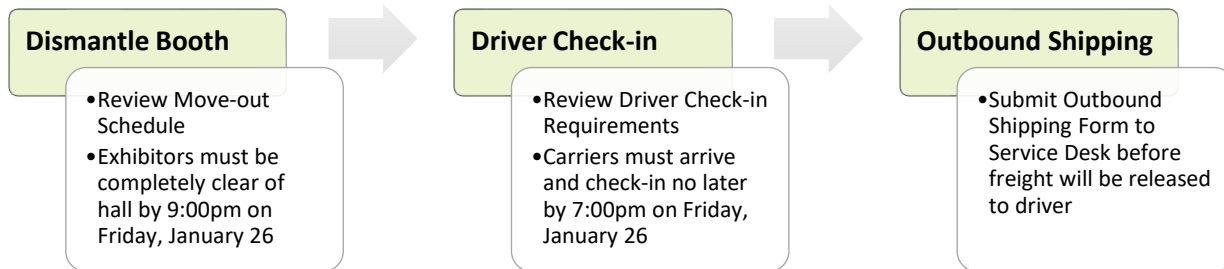 Dismantle Booth
•Review Move-out
Schedule
•Exhibitors must be
completely clear of
hall by 9:00pm on
Friday, January 26
Driver Check-in
•Review Driver Check-in
Requirements
•Carriers must arrive
and check-in no later
by 7:00pm on Friday,
January 26
Outbound Shipping
•Submit Outbound
Shipping Form to
Service Desk before
freight will be released
to driver